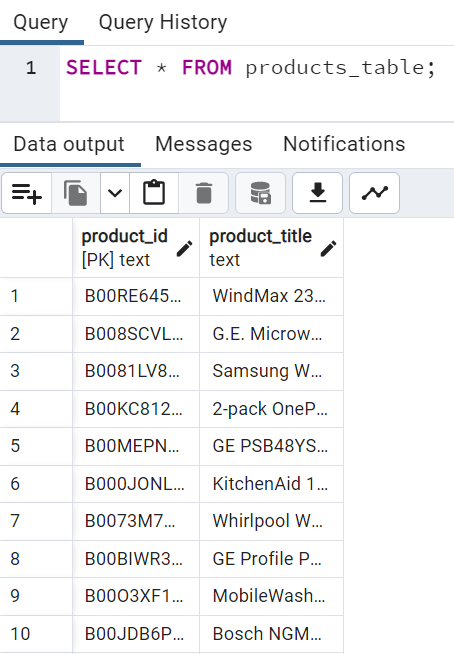 Query Query History
1 SELECT * FROM products_table;
Data output Messages Notifications
product_id product_title
[PK] text text
1 B00RE645... WindMax 23...
2 B008SCVL... G.E. Microw...
3 B0081LV8... Samsung W...
4 B00KC812... 2-pack OneP...
5 B00MEPN... GE PSB48YS...
6 B000JONL... KitchenAid 1...
7 B0073M7... Whirlpool W...
8 B00BIWR3... GE Profile P...
9 B00O3XF1... MobileWash...
10 B00JDB6P... Bosch NGM...